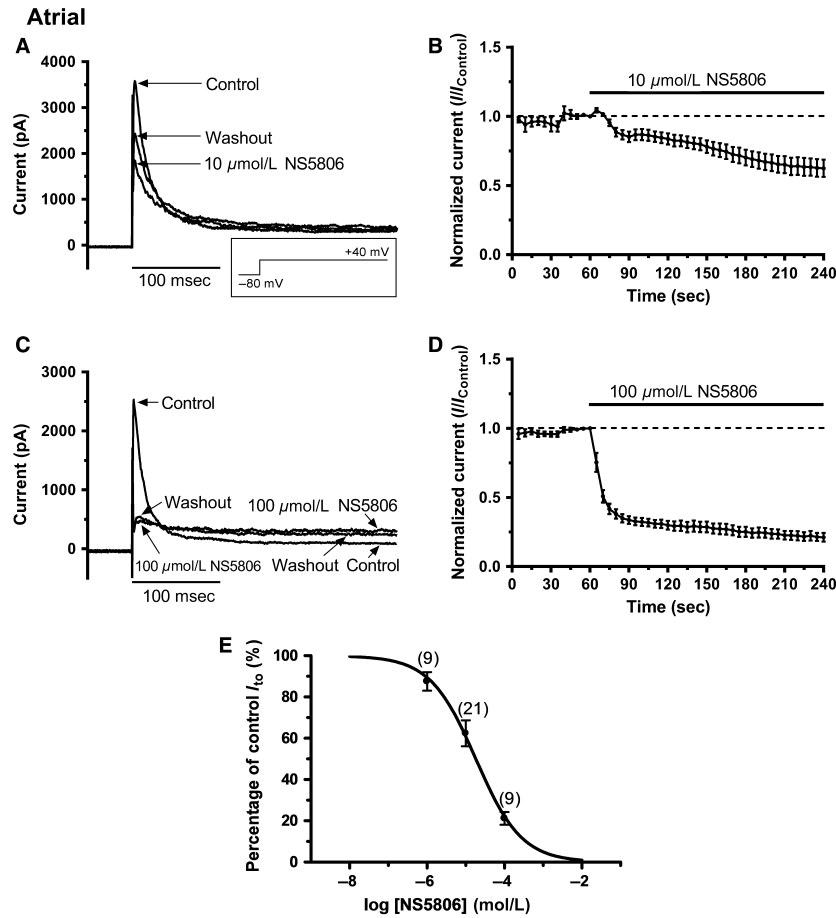 Atrial
A
4000
3000
2000
1000
0
Current (pA)
Control
Washout
10 µmol/L NS5806
100 msec
+40 mV
–80 mV
B
1.5
1.0
0.5
0.0
Normalized current (I/IControl)
10 µmol/L NS5806
0 30 60 90 120 150 180 210 240
Time (sec)
C
3000
2000
1000
0
Current (pA)
Control
Washout
100 µmol/L NS5806
100 µmol/L NS5806
Washout
Control
100 msec
D
1.5
1.0
0.5
0.0
Normalized current (I/IControl)
100 µmol/L NS5806
0 30 60 90 120 150 180 210 240
Time (sec)
E
100
80
60
40
20
0
Percentage of control Ito (%)
(9)
(21)
(9)
–8 –6 –4 –2
log [NS5806] (mol/L)